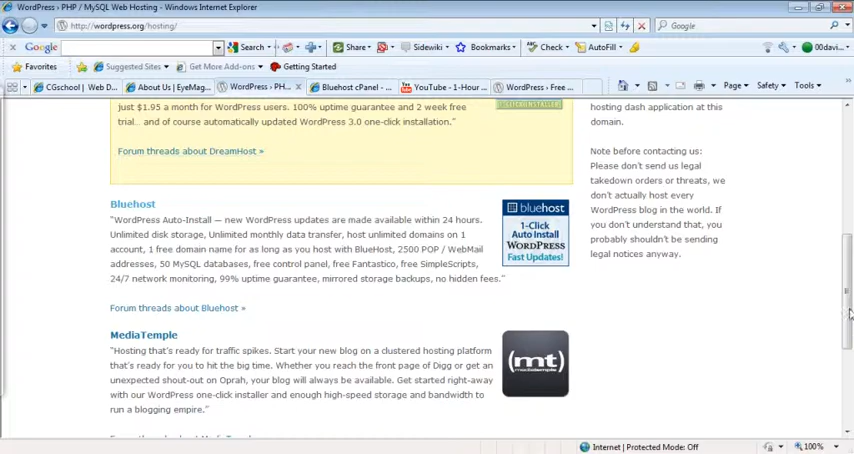 WordPress › PHP / MySQL Web Hosting - Windows Internet Explorer
http://wordpress.org/hosting/
Google
Google Search Share Sidewiki Bookmarks Check AutoFill 00davi...
Favorites Suggested Sites Get More Add-ons Getting Started
CGschool | Web D... About Us | EyeMag... WordPress › PH... Bluehost cPanel - ... YouTube - 1-Hour ... WordPress › Free ... Page Safety Tools
just $1.95 a month for WordPress users. 100% uptime guarantee and 2 week free
trial... and of course automatically updated WordPress 3.0 one-click installation."
Forum threads about DreamHost »
hosting dash application at this
domain.
Note before contacting us:
Please don't send us legal
takedown orders or threats, we
don't actually host every
WordPress blog in the world. If
you don't understand that, you
probably shouldn't be sending
legal notices anyway.
Bluehost
"WordPress Auto-Install — new WordPress updates are made available within 24 hours.
Unlimited disk storage, Unlimited monthly data transfer, host unlimited domains on 1
account, 1 free domain name for as long as you host with BlueHost, 2500 POP / WebMail
addresses, 50 MySQL databases, free control panel, free Fantastico, free SimpleScripts,
24/7 network monitoring, 99% uptime guarantee, mirrored storage backups, no hidden fees."
bluehost
1-Click
Auto Install
WORDPRESS
Fast Updates!
Forum threads about Bluehost »
MediaTemple
"Hosting that's ready for traffic spikes. Start your new blog on a clustered hosting platform
that's ready for you to hit the big time. Whether you reach the front page of Digg or get an
unexpected shout-out on Oprah, your blog will always be available. Get started right-away
with our WordPress one-click installer and enough high-speed storage and bandwidth to
run a blogging empire."
(mt)
mediatemple
Internet | Protected Mode: Off 100%